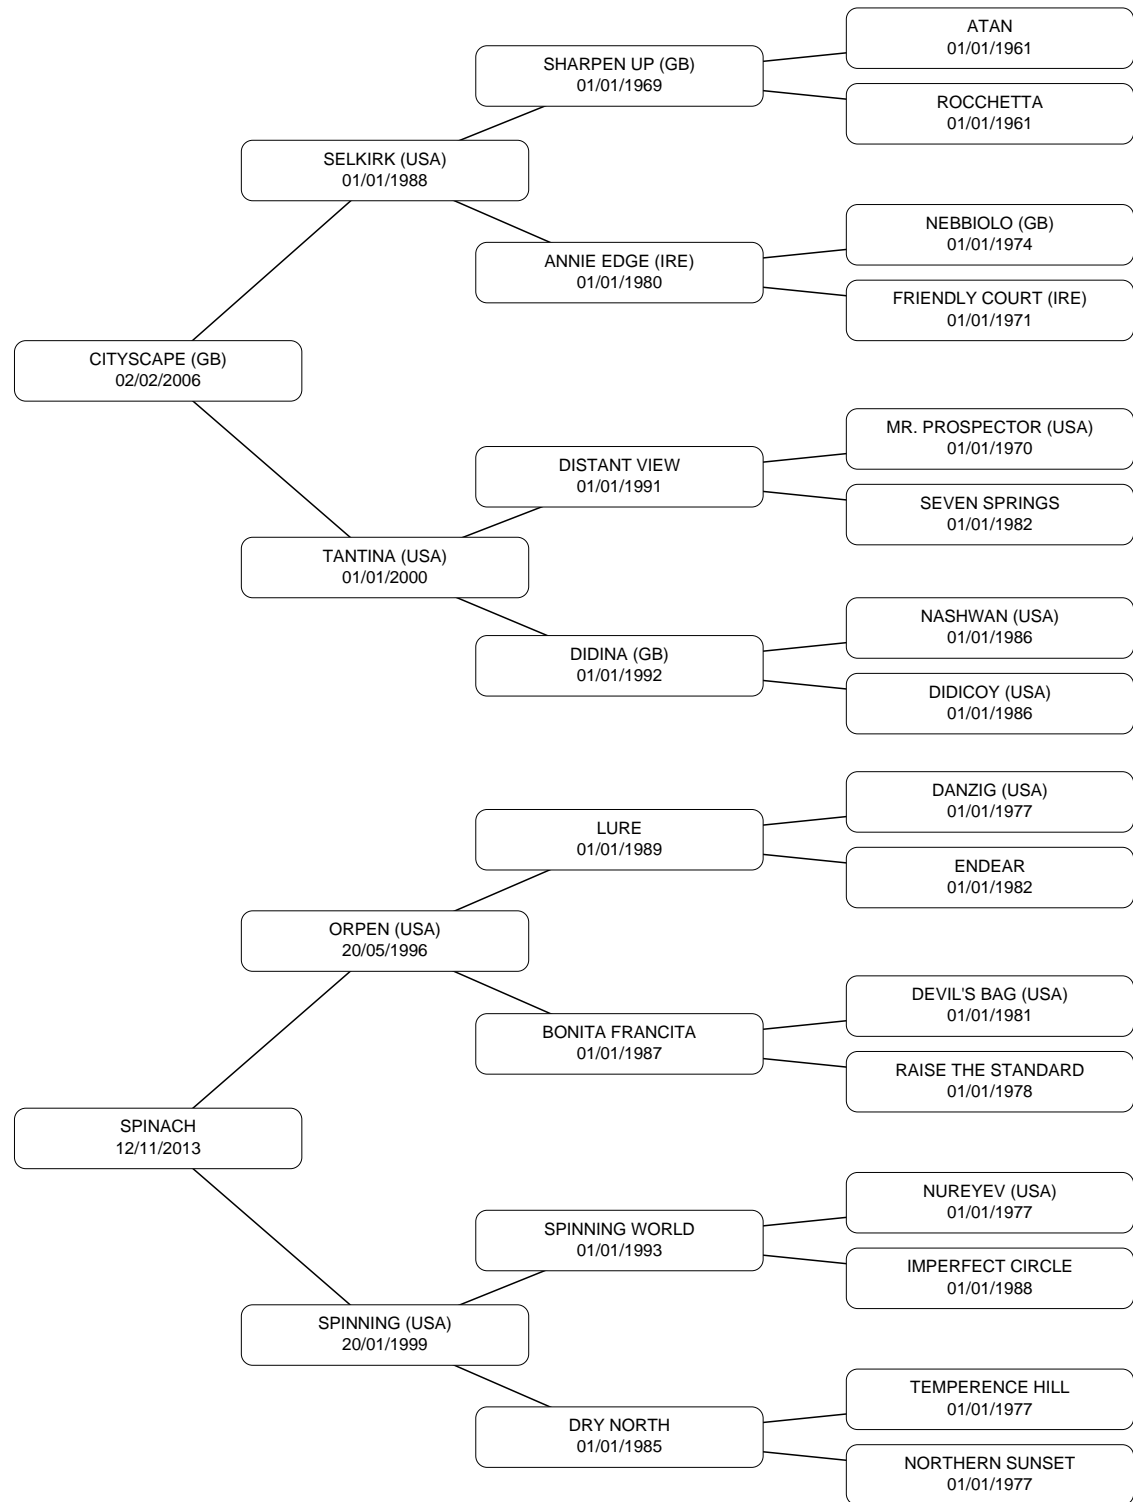 ATAN
01/01/1961
SHARPEN UP (GB)
01/01/1969
ROCCHETTA
01/01/1961
SELKIRK (USA)
01/01/1988
NEBBIOLO (GB)
01/01/1974
ANNIE EDGE (IRE)
01/01/1980
FRIENDLY COURT (IRE)
01/01/1971
CITYSCAPE (GB)
02/02/2006
MR. PROSPECTOR (USA)
01/01/1970
DISTANT VIEW
01/01/1991
SEVEN SPRINGS
01/01/1982
TANTINA (USA)
01/01/2000
NASHWAN (USA)
01/01/1986
DIDINA (GB)
01/01/1992
DIDICOY (USA)
01/01/1986
DANZIG (USA)
01/01/1977
LURE
01/01/1989
ENDEAR
01/01/1982
ORPEN (USA)
20/05/1996
DEVIL'S BAG (USA)
01/01/1981
BONITA FRANCITA
01/01/1987
RAISE THE STANDARD
01/01/1978
SPINACH
12/11/2013
NUREYEV (USA)
01/01/1977
SPINNING WORLD
01/01/1993
IMPERFECT CIRCLE
01/01/1988
SPINNING (USA)
20/01/1999
TEMPERENCE HILL
01/01/1977
DRY NORTH
01/01/1985
NORTHERN SUNSET
01/01/1977